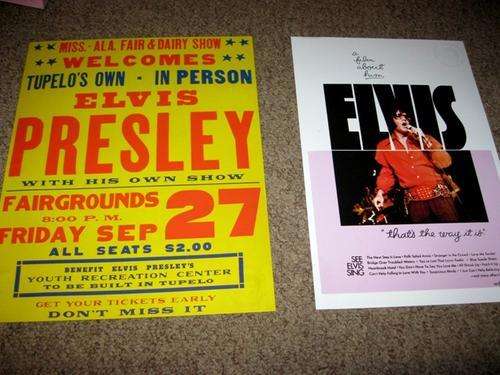 MISS.-ALA. FAIR & DAIRY SHOW
WELCOMES
TUPELO'S OWN - IN PERSON
ELVIS
PRESLEY
WITH HIS OWN SHOW
FAIRGROUNDS
8:00 P. M.
FRIDAY SEP 27
ALL SEATS $2.00
BENEFIT ELVIS PRESLEY'S
YOUTH RECREATION CENTER
TO BE BUILT IN TUPELO
GET YOUR TICKETS EARLY
DON'T MISS IT
a
film
about
him
ELVIS
"that's the way it is"
SEE
ELVIS
SING